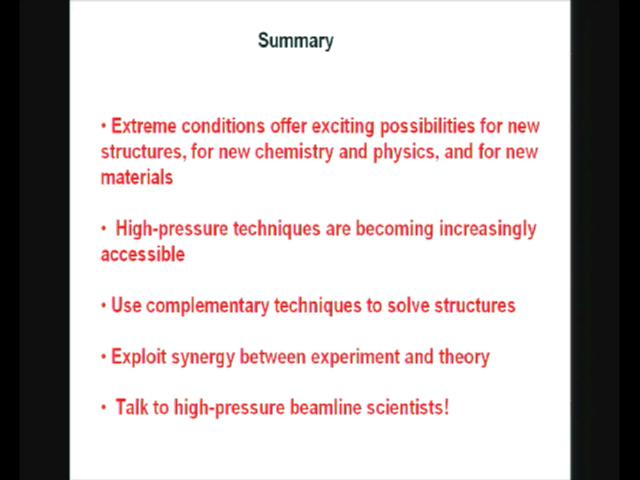 Summary
• Extreme conditions offer exciting possibilities for new
structures, for new chemistry and physics, and for new
materials
• High-pressure techniques are becoming increasingly
accessible
• Use complementary techniques to solve structures
• Exploit synergy between experiment and theory
• Talk to high-pressure beamline scientists!